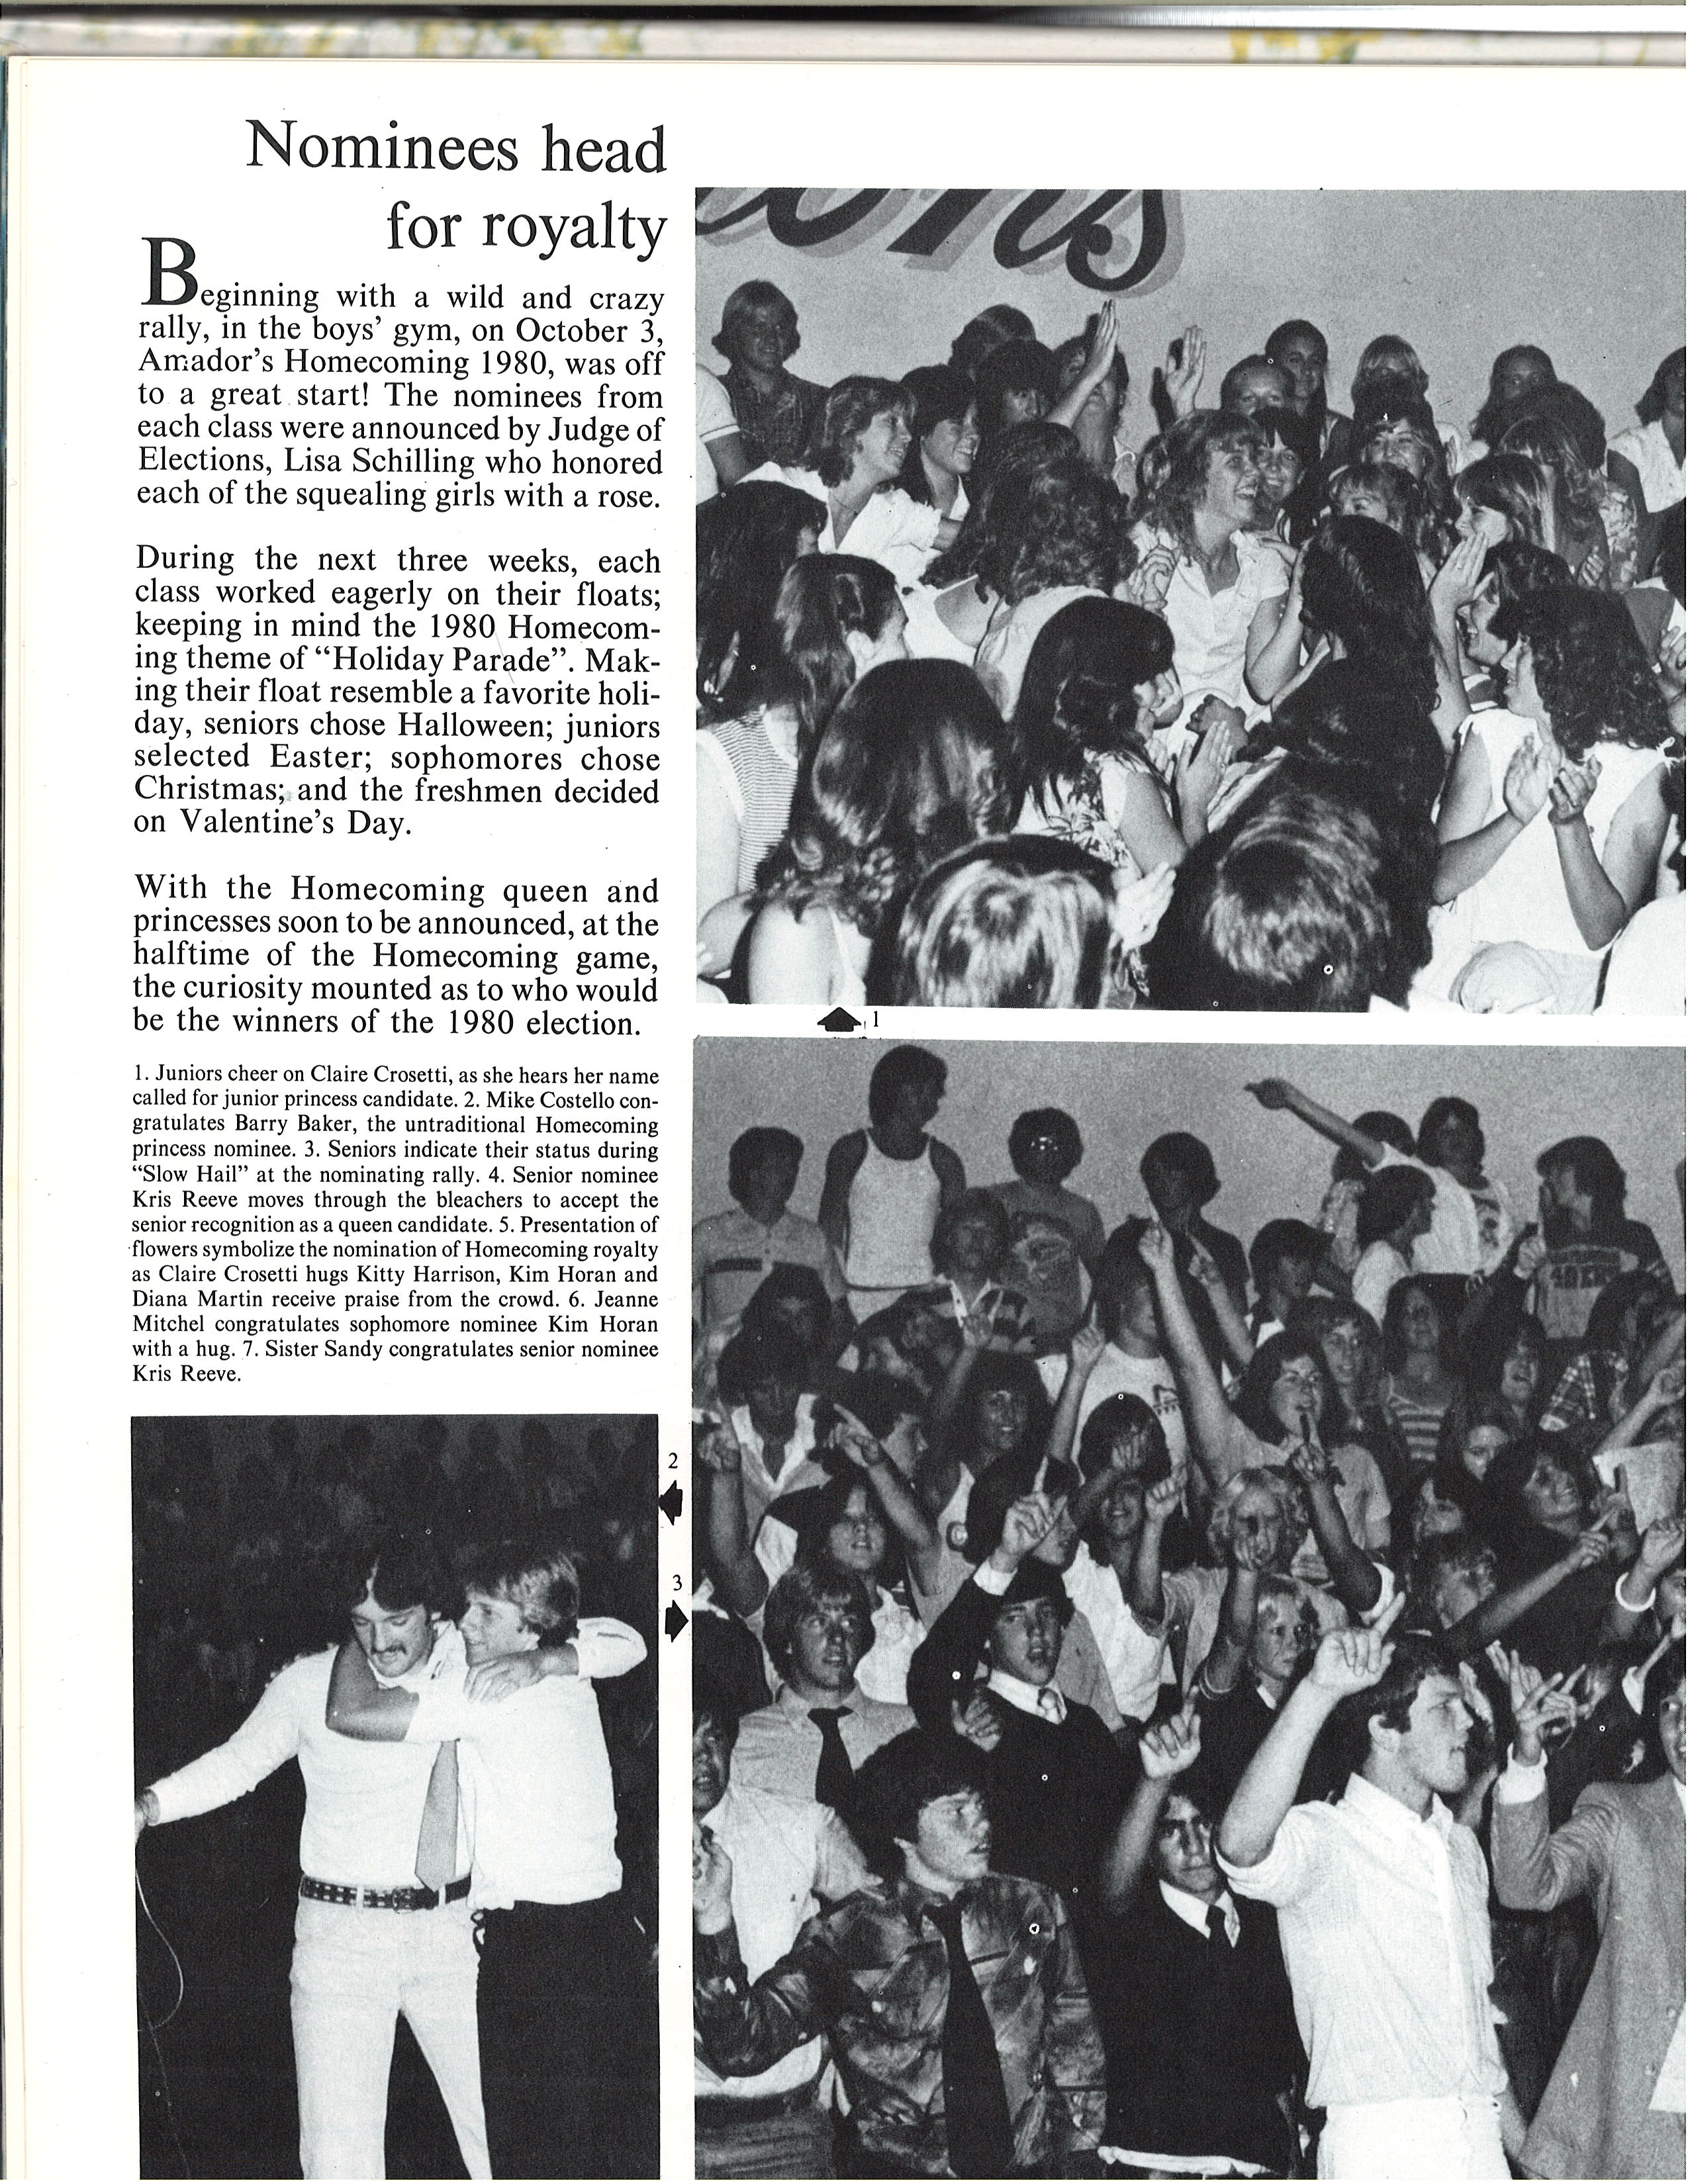 Nominees head
for royalty
Beginning with a wild and crazy
rally, in the boys' gym, on October 3,
Amador's Homecoming 1980, was off
to a great start! The nominees from
each class were announced by Judge of
Elections, Lisa Schilling who honored
each of the squealing girls with a rose.
During the next three weeks, each
class worked eagerly on their floats;
keeping in mind the 1980 Homecom-
ing theme of “Holiday Parade”. Mak-
ing their float resemble a favorite holi-
day, seniors chose Halloween; juniors
selected Easter; sophomores chose
Christmas; and the freshmen decided
on Valentine's Day.
With the Homecoming queen and
princesses soon to be announced, at the
halftime of the Homecoming game,
the curiosity mounted as to who would
be the winners of the 1980 election.
1. Juniors cheer on Claire Crosetti, as she hears her name
called for junior princess candidate. 2. Mike Costello con-
gratulates Barry Baker, the untraditional Homecoming
princess nominee. 3. Seniors indicate their status during
“Slow Hail” at the nominating rally. 4. Senior nominee
Kris Reeve moves through the bleachers to accept the
senior recognition as a queen candidate. 5. Presentation of
flowers symbolize the nomination of Homecoming royalty
as Claire Crosetti hugs Kitty Harrison, Kim Horan and
Diana Martin receive praise from the crowd. 6. Jeanne
Mitchel congratulates sophomore nominee Kim Horan
with a hug. 7. Sister Sandy congratulates senior nominee
Kris Reeve.
ons
1
2
3
49ERS